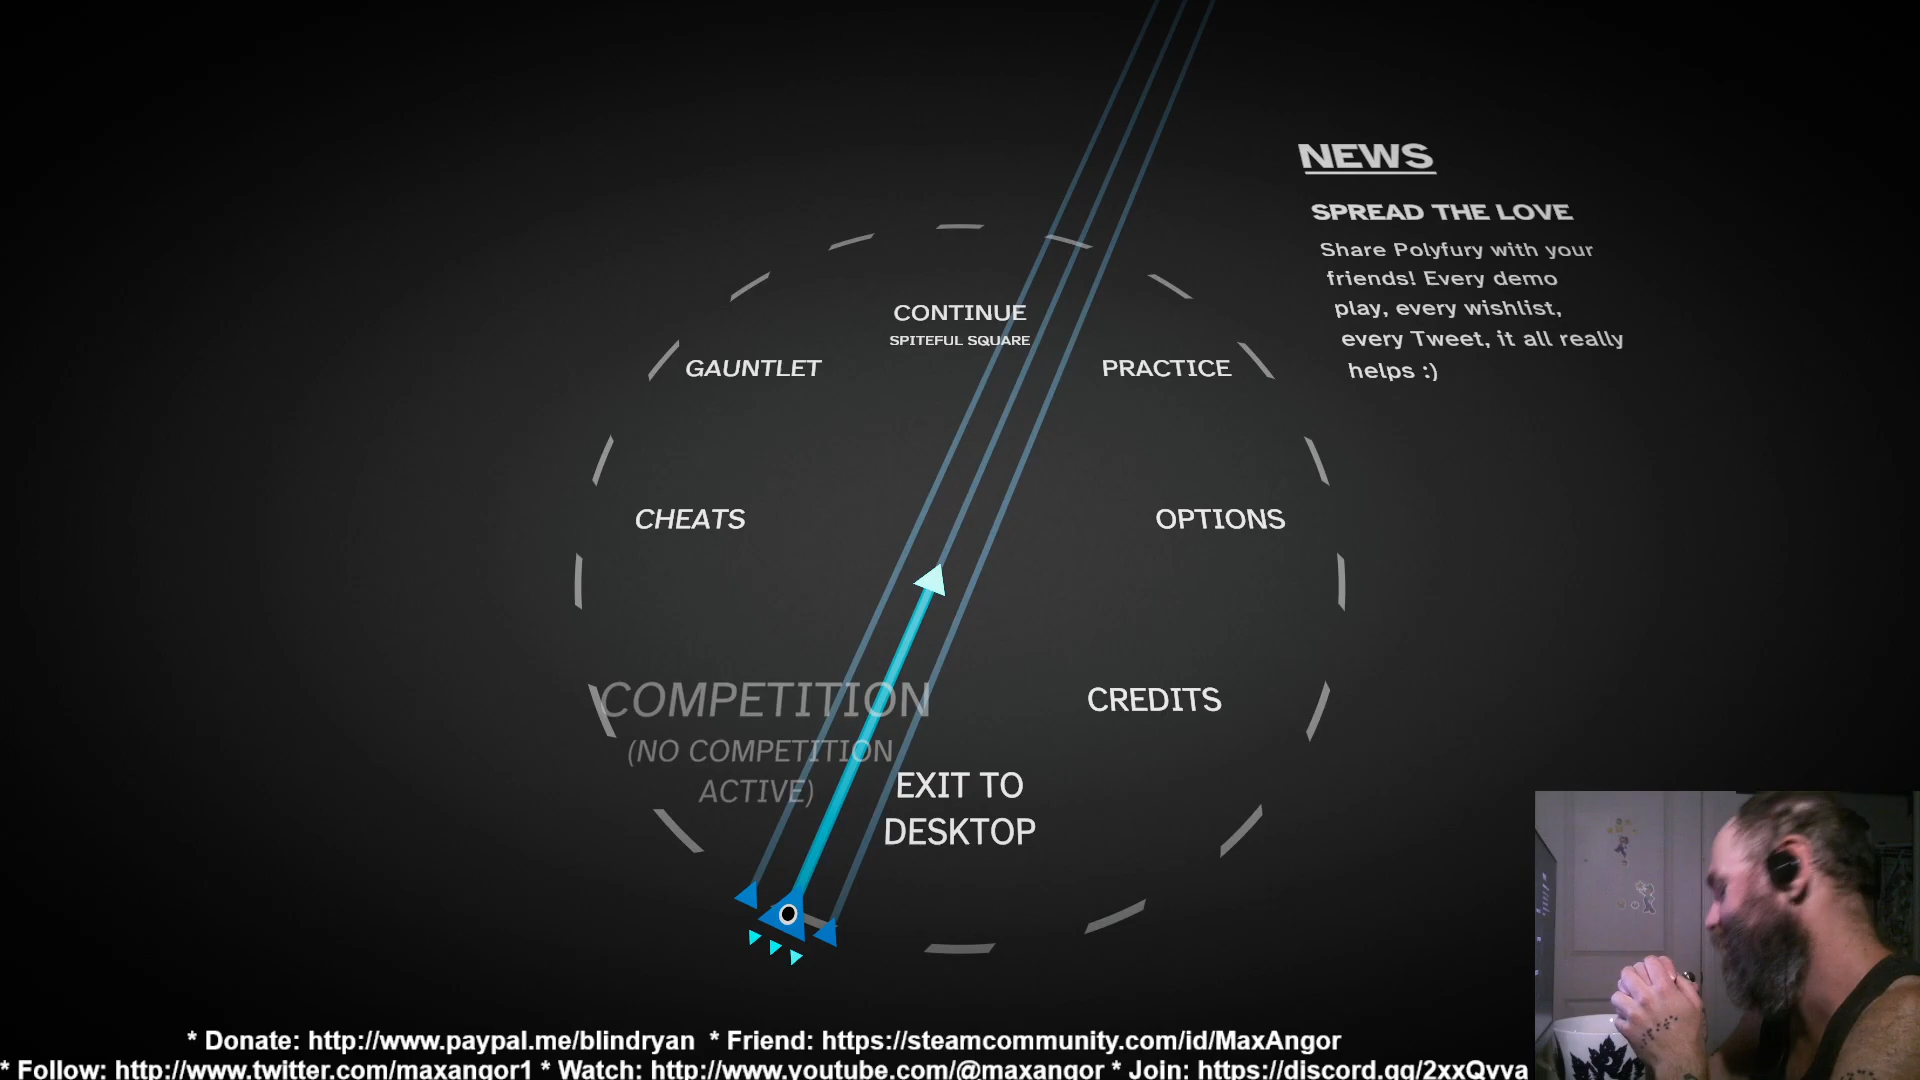 NEWS
SPREAD THE LOVE
Share Polyfury with your
friends! Every demo
play, every wishlist,
every Tweet, it all really
helps :)
CONTINUE
SPITEFUL SQUARE
GAUNTLET
PRACTICE
CHEATS
OPTIONS
COMPETITION
(NO COMPETITION
ACTIVE)
CREDITS
EXIT TO
DESKTOP
* Donate: http://www.paypal.me/blindryan * Friend: https://steamcommunity.com/id/MaxAngor
* Follow: http://www.twitter.com/maxangor1 * Watch: http://www.youtube.com/@maxangor * Join: https://discord.gg/2xxQvva